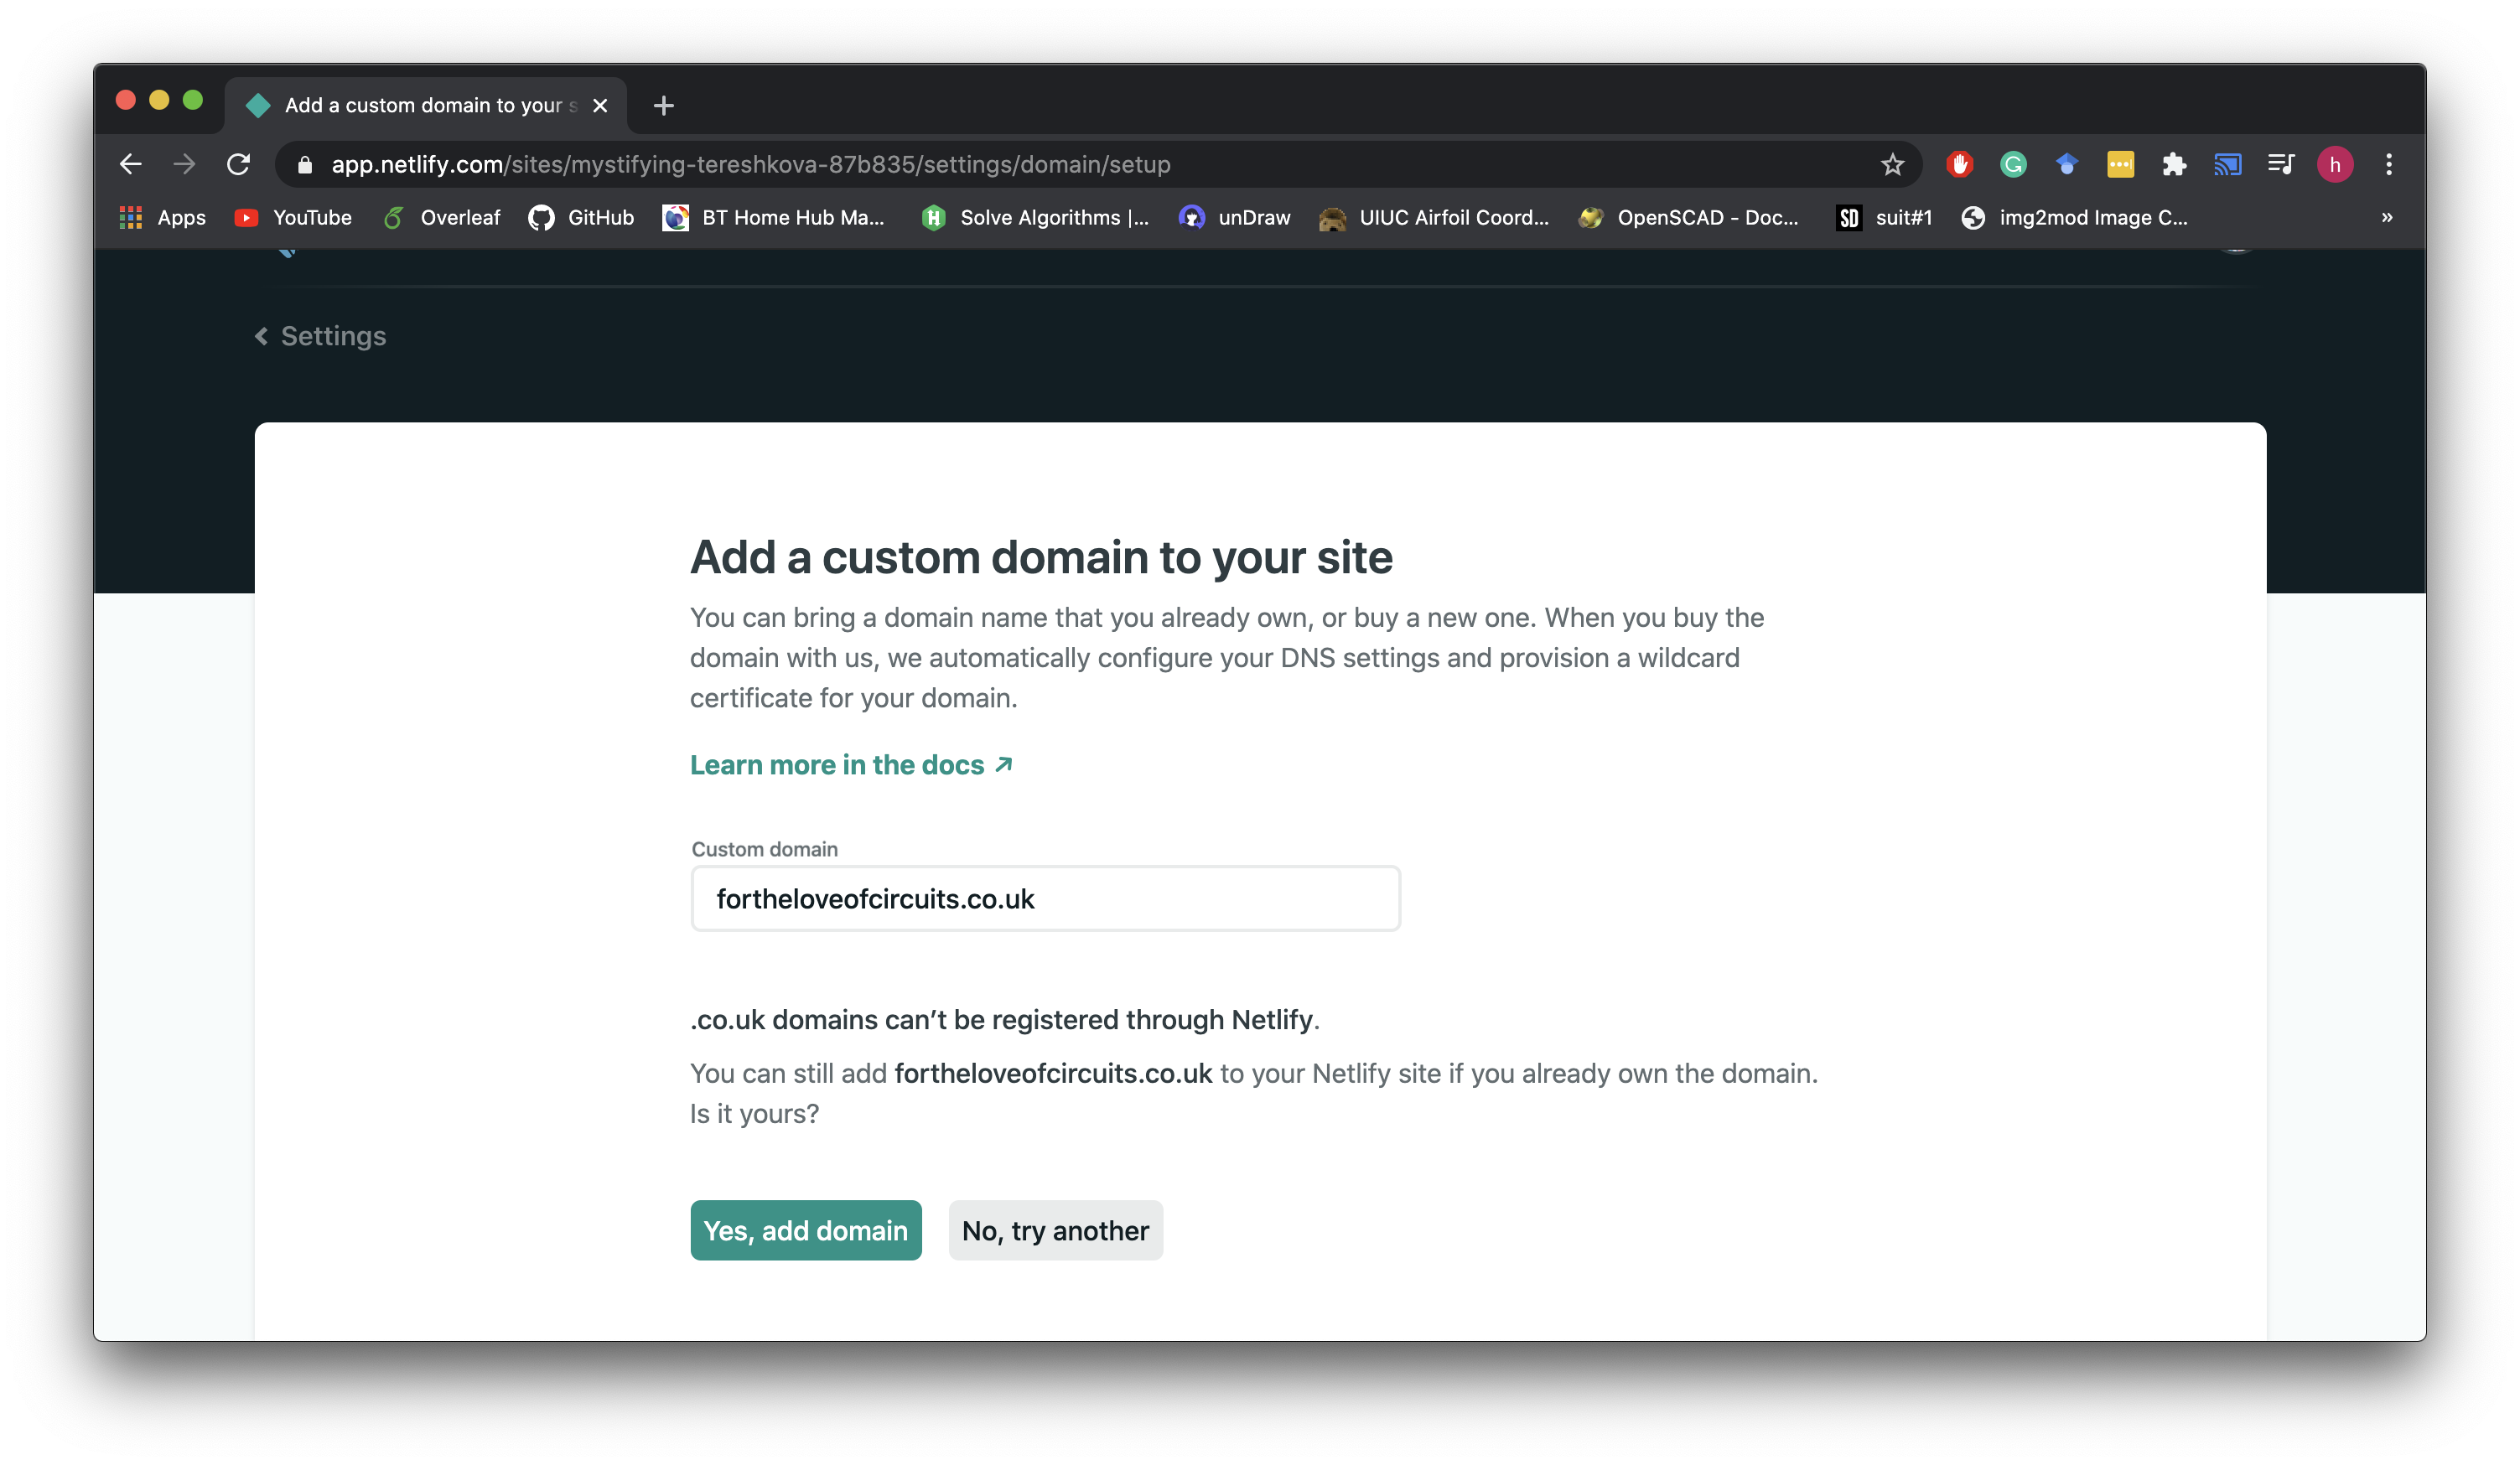 Add a custom domain to your s
app.netlify.com/sites/mystifying-tereshkova-87b835/settings/domain/setup
h
Apps YouTube Overleaf GitHub BT Home Hub Ma... Solve Algorithms |... unDraw UIUC Airfoil Coord... OpenSCAD - Doc... SD suit#1 img2mod Image C... »
Settings
Add a custom domain to your site
You can bring a domain name that you already own, or buy a new one. When you buy the
domain with us, we automatically configure your DNS settings and provision a wildcard
certificate for your domain.
Learn more in the docs ↗
Custom domain
fortheloveofcircuits.co.uk
.co.uk domains can’t be registered through Netlify.
You can still add fortheloveofcircuits.co.uk to your Netlify site if you already own the domain.
Is it yours?
Yes, add domain No, try another